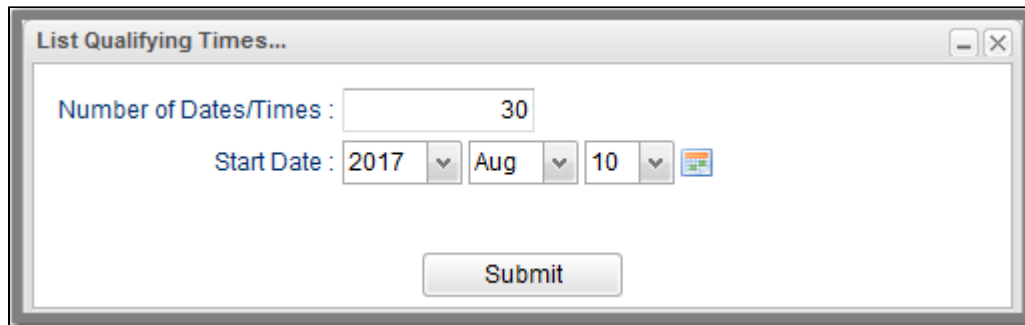 List Qualifying Times...
Number of Dates/Times : 30
Start Date : 2017 Aug 10
Submit